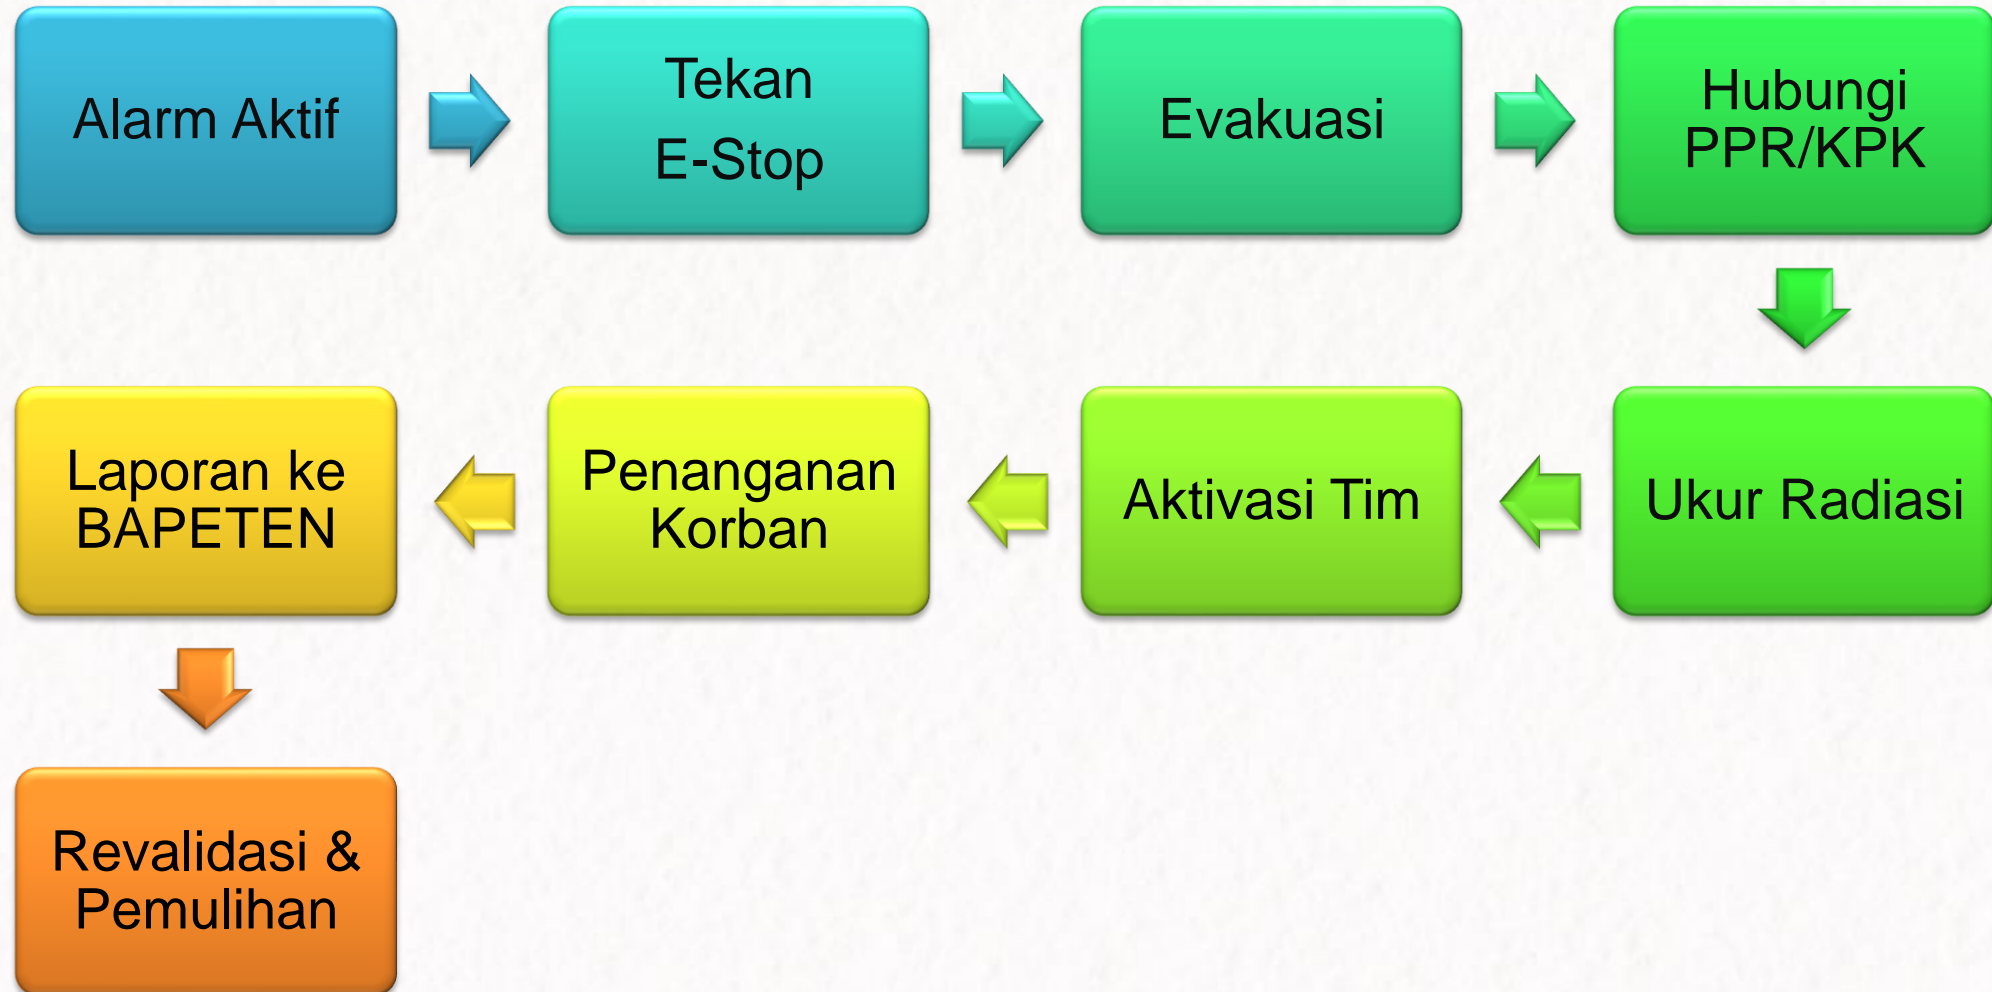 Alarm Aktif
Tekan
E-Stop
Evakuasi
Hubungi
PPR/KPK
Ukur Radiasi
Aktivasi Tim
Penanganan
Korban
Laporan ke
BAPETEN
Revalidasi &
Pemulihan